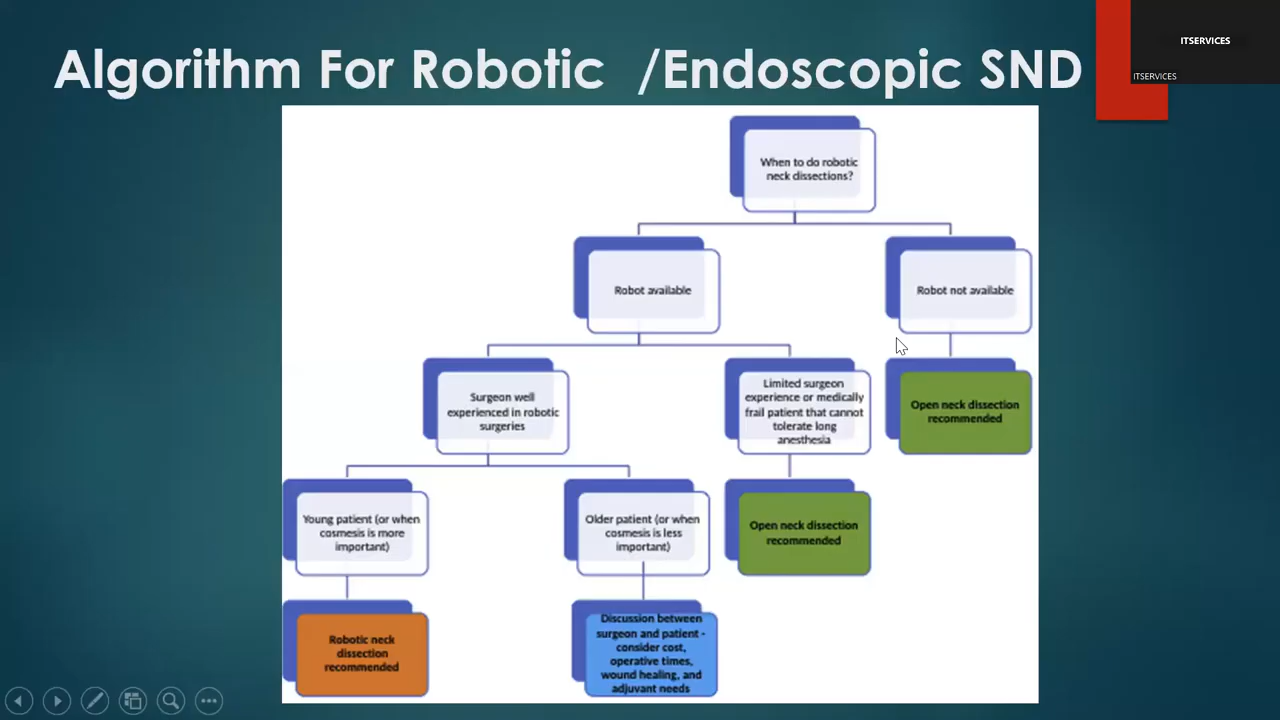 Algorithm For Robotic /Endoscopic SND
ITSERVICES
ITSERVICES
When to do robotic
neck dissections?
Robot available
Robot not available
Surgeon well
experienced in robotic
surgeries
Limited surgeon
experience or medically
frail patient that cannot
tolerate long
anesthesia
Open neck dissection
recommended
Young patient (or when
cosmesis is more
important)
Older patient (or when
cosmesis is less
important)
Open neck dissection
recommended
Robotic neck
dissection
recommended
Discussion between
surgeon and patient -
consider cost,
operative times,
wound healing, and
adjuvant needs